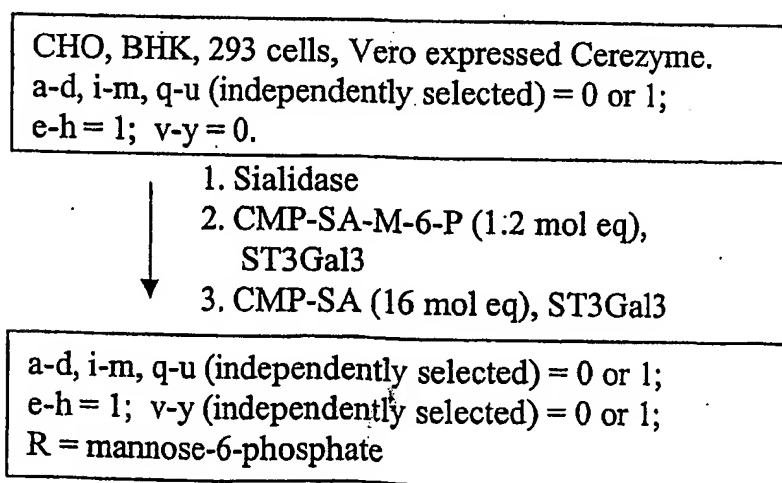 CHO, BHK, 293 cells, Vero expressed Cerezyme.
a-d, i-m, q-u (independently selected) = 0 or 1;
e-h = 1; v-y = 0.
1. Sialidase
2. CMP-SA-M-6-P (1:2 mol eq),
ST3Gal3
3. CMP-SA (16 mol eq), ST3Gal3
a-d, i-m, q-u (independently selected) = 0 or 1;
e-h = 1; v-y (independently selected) = 0 or 1;
R = mannose-6-phosphate